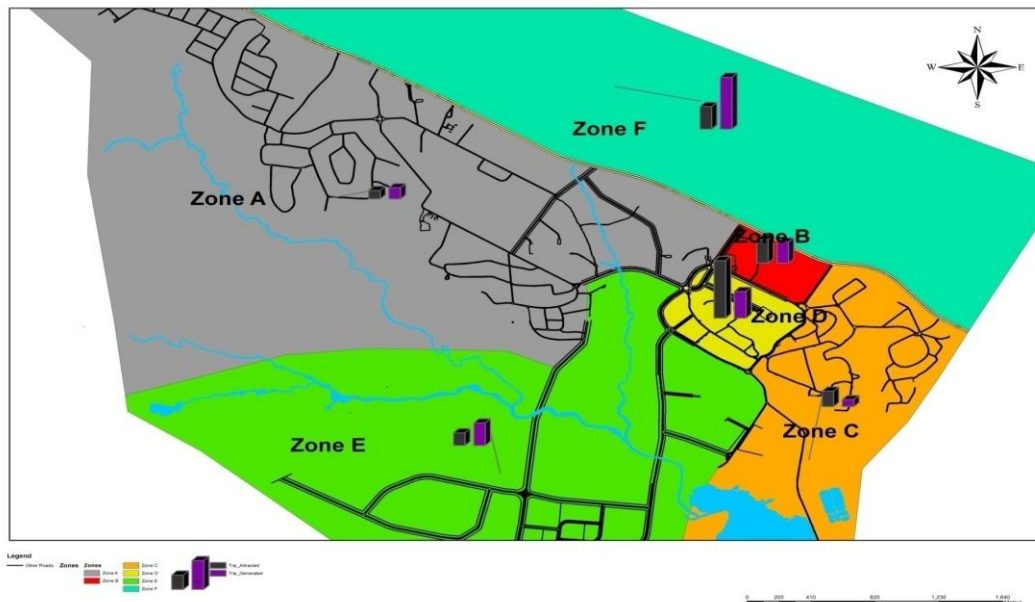 N
W E
S
Zone F
Zone A
Zone B
Zone D
Zone C
Zone E
Legend
Other Roads Zones Zones
Zone A
Zone B
Zone C
Zone D
Zone E
Zone F
Trip_Attracted
Trip_Generated
0 205 410 820 1,230 1,640